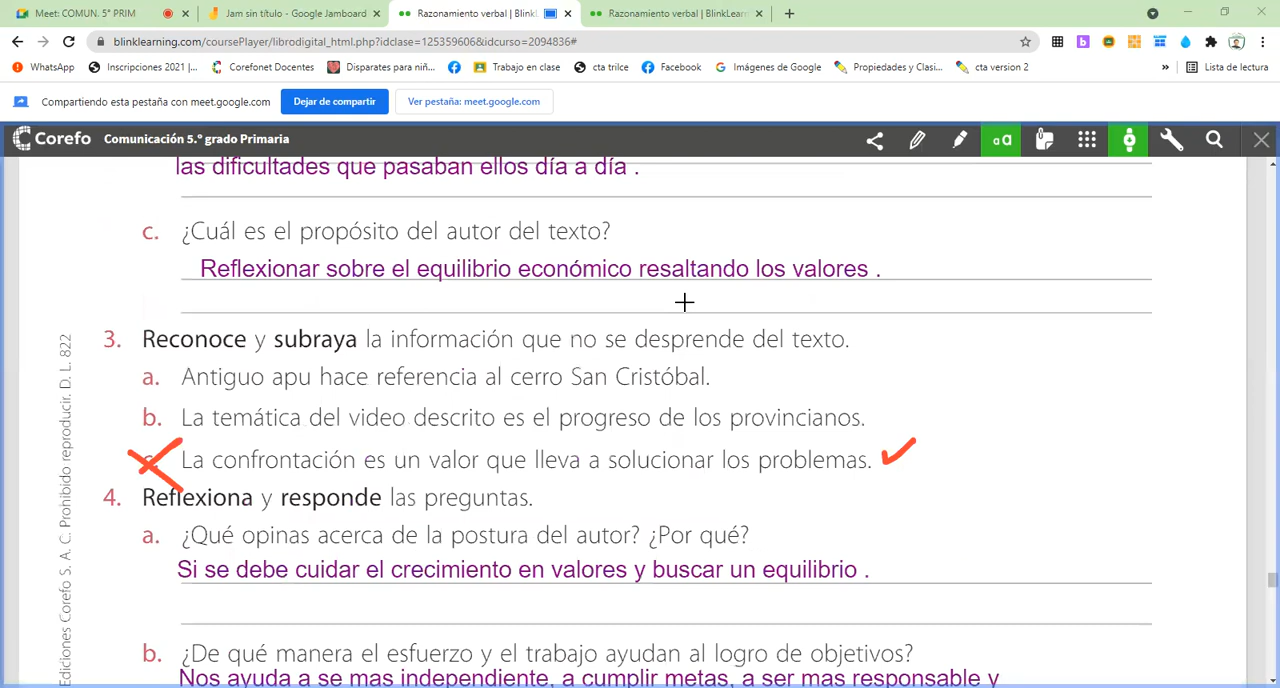 Meet: COMUN. 5° PRIM
Jam sin título - Google Jamboard
Razonamiento verbal | Blink
Razonamiento verbal | BlinkLear
blinklearning.com/coursePlayer/librodigital_html.php?idclase=125359606&idcurso=2094836#
WhatsApp
Inscripciones 2021 |...
Corefonet Docentes
Disparates para niñ...
Trabajo en clase
cta trilce
Facebook
Imágenes de Google
Propiedades y Clasi...
cta version 2
»
Lista de lectura
Compartiendo esta pestaña con meet.google.com
Dejar de compartir
Ver pestaña: meet.google.com
Corefo
Comunicación 5.° grado Primaria
aa
las dificultades que pasaban ellos día a día .
c. ¿Cuál es el propósito del autor del texto?
Reflexionar sobre el equilibrio económico resaltando los valores .
3. Reconoce y subraya la información que no se desprende del texto.
a. Antiguo apu hace referencia al cerro San Cristóbal.
b. La temática del video descrito es el progreso de los provincianos.
c. La confrontación es un valor que lleva a solucionar los problemas.
4. Reflexiona y responde las preguntas.
a. ¿Qué opinas acerca de la postura del autor? ¿Por qué?
Si se debe cuidar el crecimiento en valores y buscar un equilibrio .
b. ¿De qué manera el esfuerzo y el trabajo ayudan al logro de objetivos?
Nos ayuda a se mas independiente, a cumplir metas, a ser mas responsable y
Ediciones Corefo S. A. C. Prohibido reproducir. D. L. 822